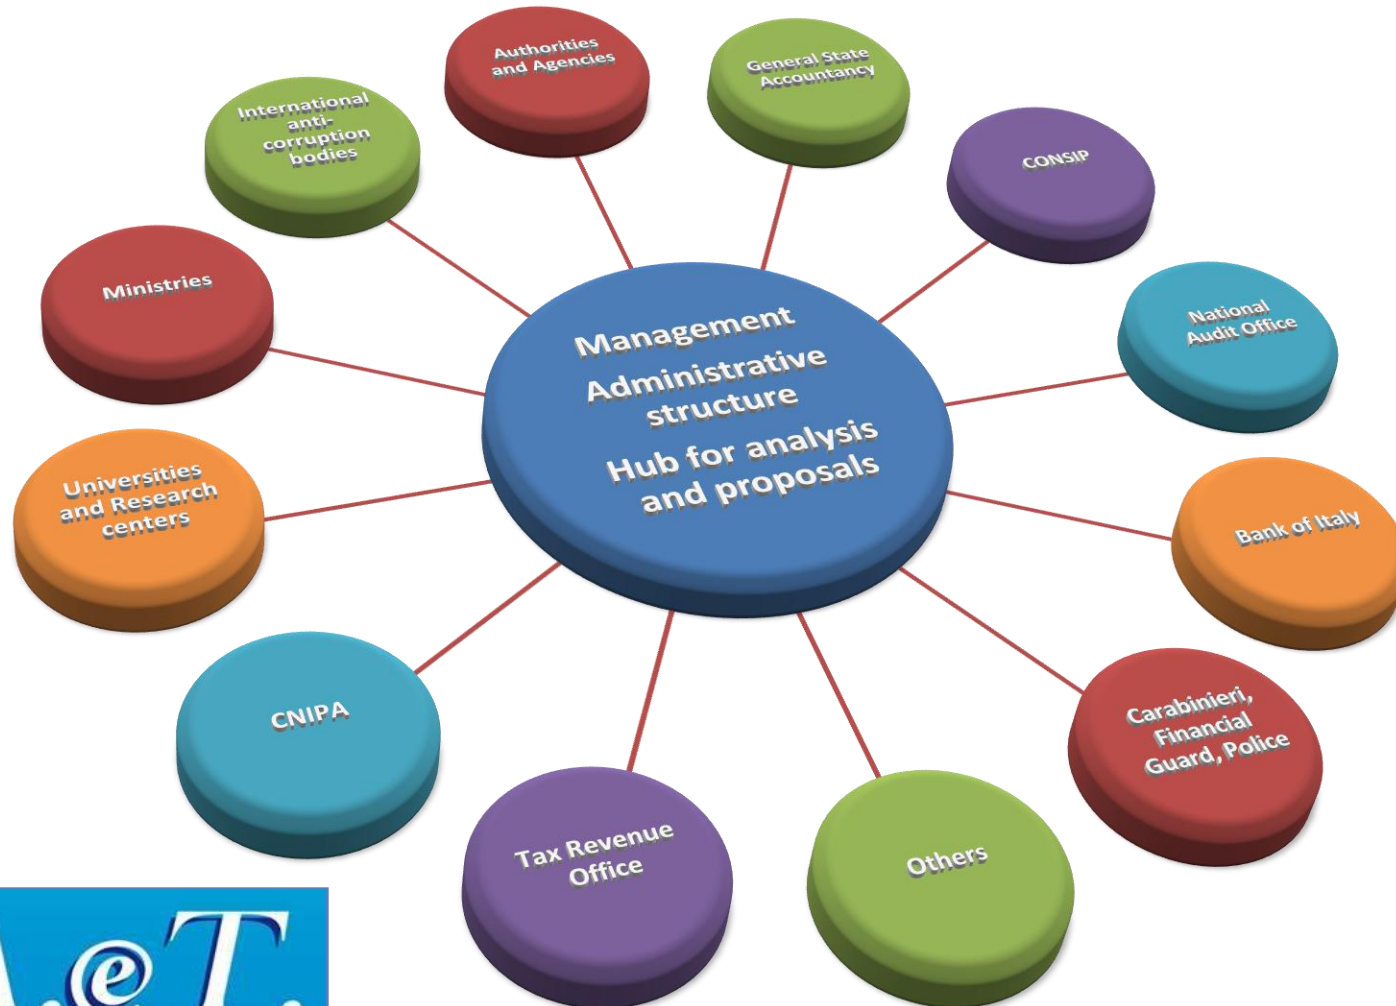 Authorities
and Agencies
General State
Accountancy
International
anti-
corruption
bodies
CONSIP
Ministries
National
Audit Office
Management
Administrative
structure
Hub for analysis
and proposals
Universities
and Research
centers
Bank of Italy
CNIPA
Carabinieri,
Financial
Guard, Police
Tax Revenue
Office
Others
.eT.